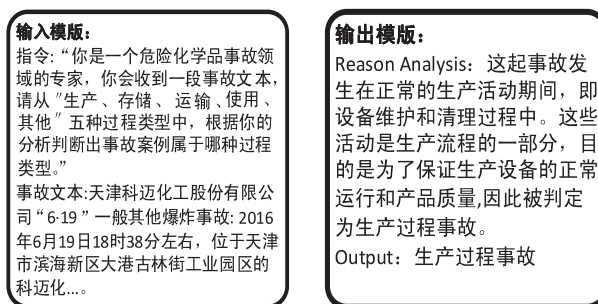 输入模版：
指令:“你是一个危险化学品事故领
域的专家，你会收到一段事故文本，
请从 "生产、存储、运输、使用、
其他" 五种过程类型中，根据你的
分析判断出事故案例属于哪种过程
类型。”
事故文本:天津科迈化工股份有限公
司“6·19 ”一般其他爆炸事故: 2016
年6月19日18时38分左右，位于天津
市滨海新区大港古林街工业园区的
科迈化...。
输出模版：
Reason Analysis：这起事故发
生在正常的生产活动期间，即
设备维护和清理过程中。这些
活动是生产流程的一部分，目
的是为了保证生产设备的正常
运行和产品质量,因此被判定
为生产过程事故。
Output：生产过程事故